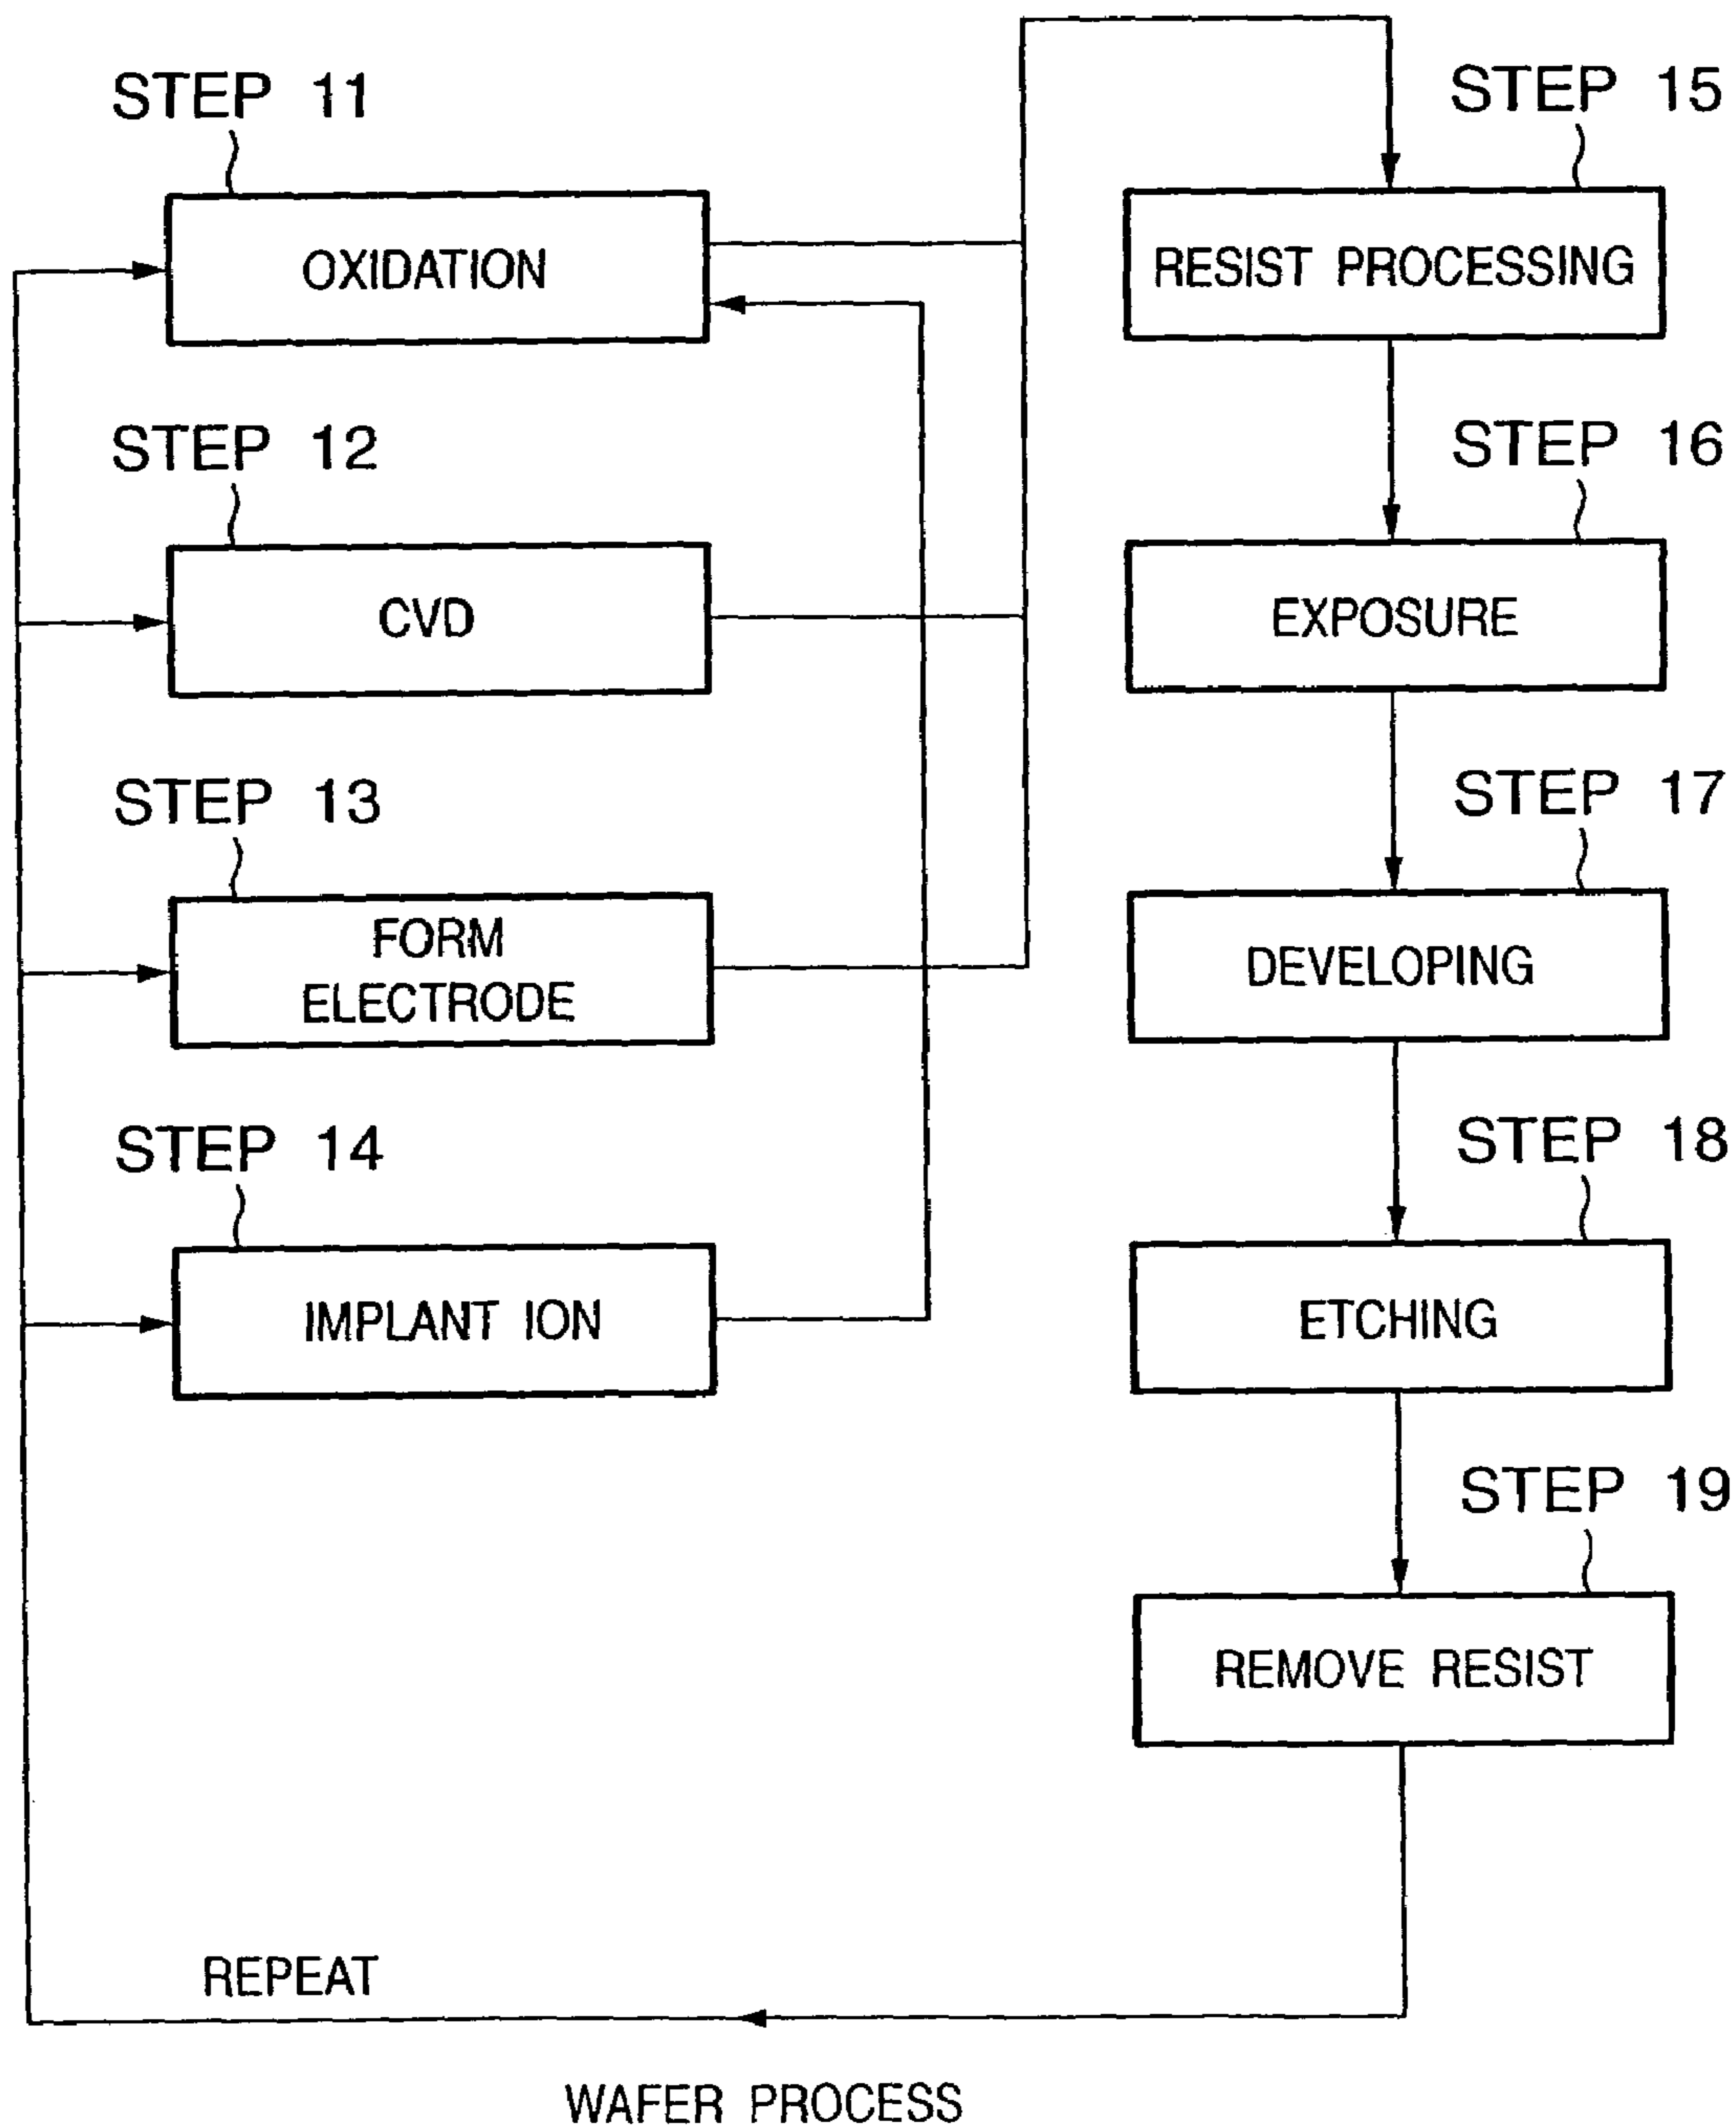 STEP 11
OXIDATION
STEP 12
CVD
STEP 13
FORM
ELECTRODE
STEP 14
IMPLANT ION
STEP 15
RESIST PROCESSING
STEP 16
EXPOSURE
STEP 17
DEVELOPING
STEP 18
ETCHING
STEP 19
REMOVE RESIST
REPEAT
WAFER PROCESS